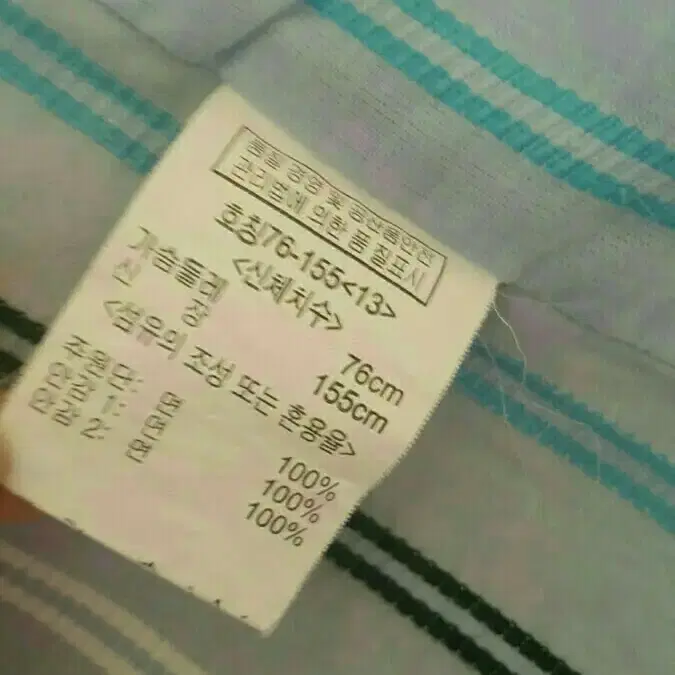 품질 경영 및 공산품안전
관리법에 의한 품질표시
호칭76-155<13>
<신체치수>
가슴둘레 76cm
신 장 155cm
<섬유의 조성 또는 혼용율>
주원단: 면 100%
안감 1: 면 100%
안감 2: 면 100%